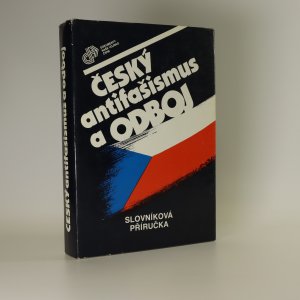 ČESKÝ
antifašismus
a ODBOJ
SLOVNÍKOVÁ
PŘÍRUČKA
ČESKÝ antifašismus a odboj